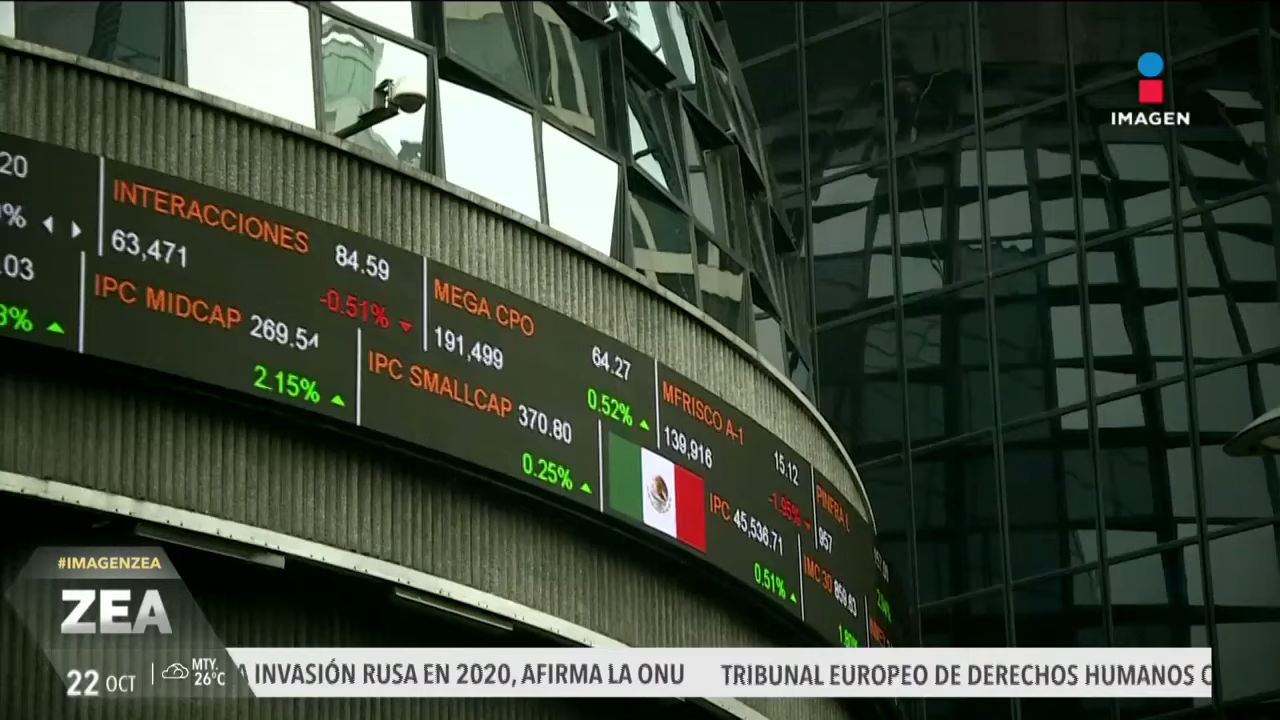 IMAGEN
20
INTERACCIONES
63,471 84.59
-0.51%
.03
IPC MIDCAP 269.54
2.15%
MEGA CPO
191,499 64.27
0.52%
IPC SMALLCAP 370.80
0.25%
MFRISCO A-1
139,916 15.12
-1.95%
IPC 45,536.71
0.51%
PINFRA L
957
#IMAGENZEA
ZEA
22 OCT
MTY.
26°C
A INVASIÓN RUSA EN 2020, AFIRMA LA ONU TRIBUNAL EUROPEO DE DERECHOS HUMANOS